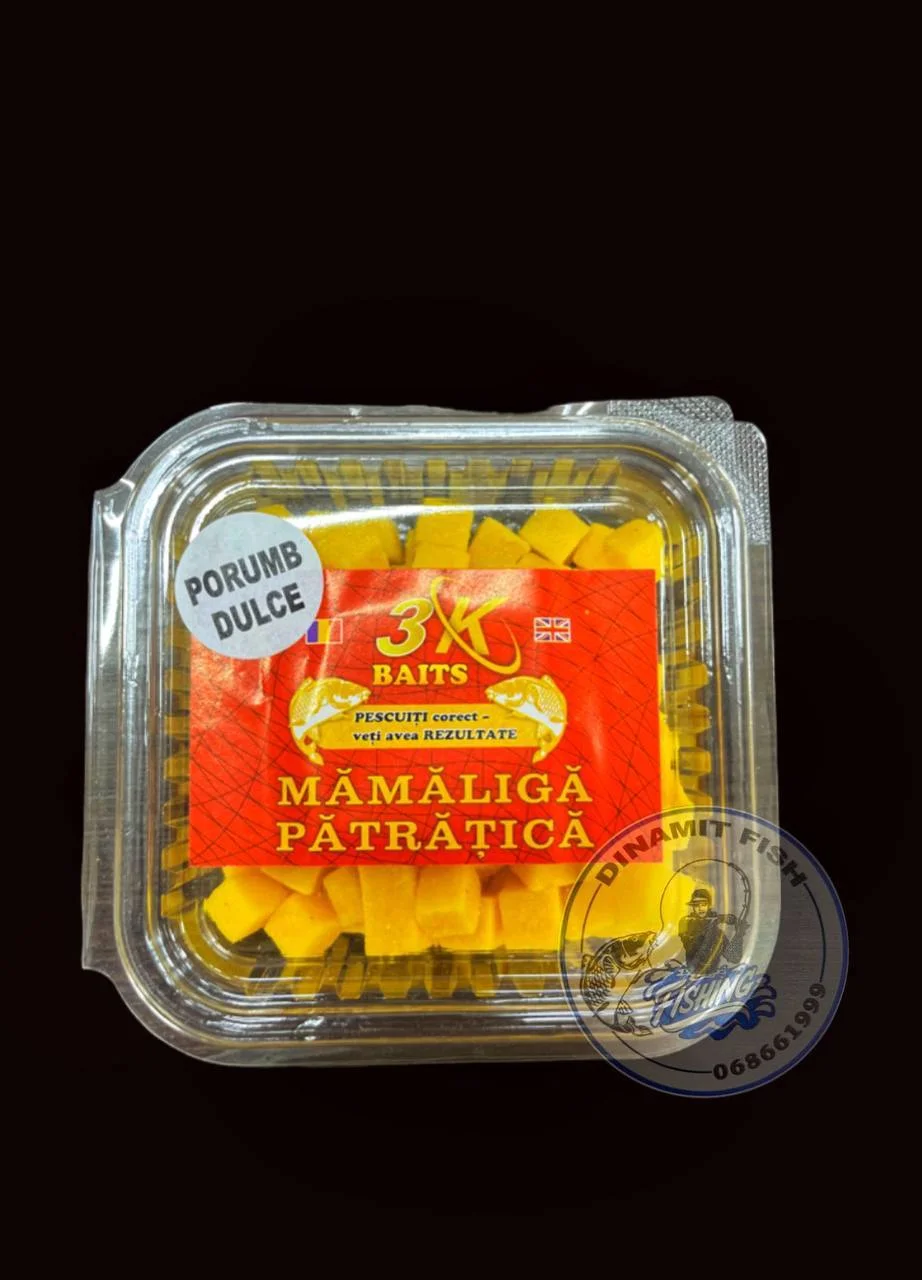 PORUMB
DULCE
3K
BAITS
PESCUIȚI corect –
veți avea REZULTATE
MĂMĂLIGĂ
PĂTRĂȚICĂ
DINAMIT FISH
FISHING
068661999